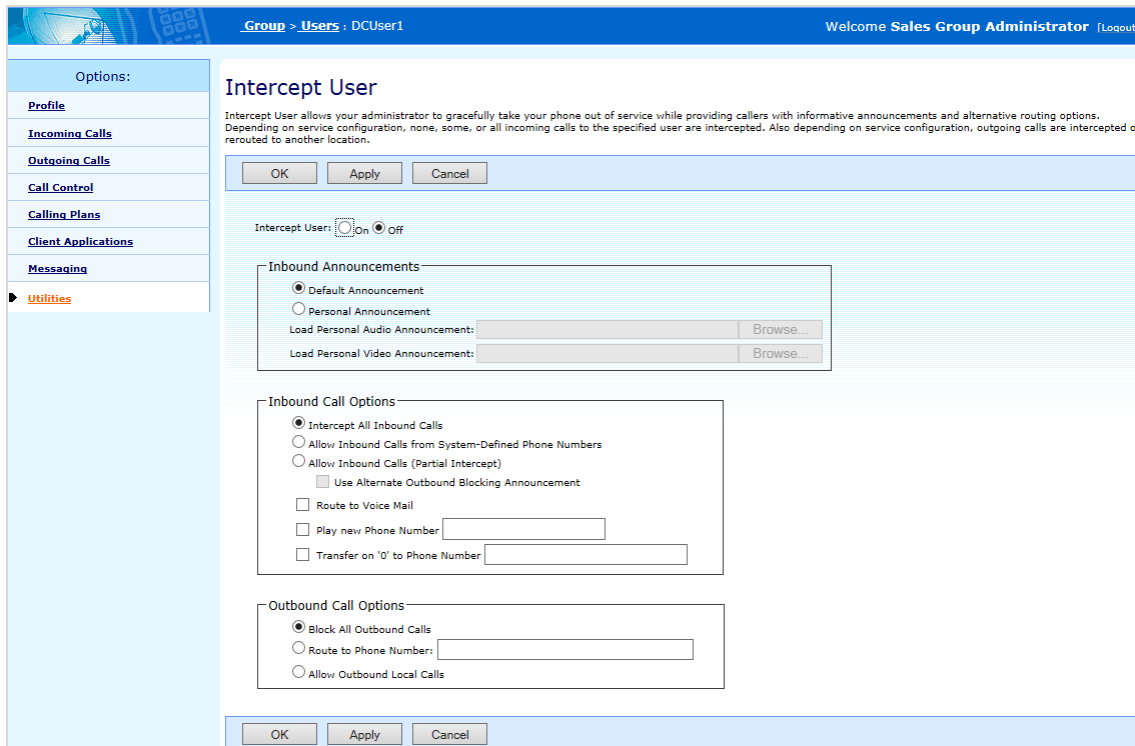 Group > Users : DCUser1
Welcome Sales Group Administrator [Logout
Options:
Profile
Incoming Calls
Outgoing Calls
Call Control
Calling Plans
Client Applications
Messaging
Utilities
Intercept User
Intercept User allows your administrator to gracefully take your phone out of service while providing callers with informative announcements and alternative routing options.
Depending on service configuration, none, some, or all incoming calls to the specified user are intercepted. Also depending on service configuration, outgoing calls are intercepted
rerouted to another location.
OK Apply Cancel
Intercept User: On Off
Inbound Announcements
Default Announcement
Personal Announcement
Load Personal Audio Announcement: Browse...
Load Personal Video Announcement: Browse...
Inbound Call Options
Intercept All Inbound Calls
Allow Inbound Calls from System-Defined Phone Numbers
Allow Inbound Calls (Partial Intercept)
Use Alternate Outbound Blocking Announcement
Route to Voice Mail
Play new Phone Number
Transfer on '0' to Phone Number
Outbound Call Options
Block All Outbound Calls
Route to Phone Number:
Allow Outbound Local Calls
OK Apply Cancel